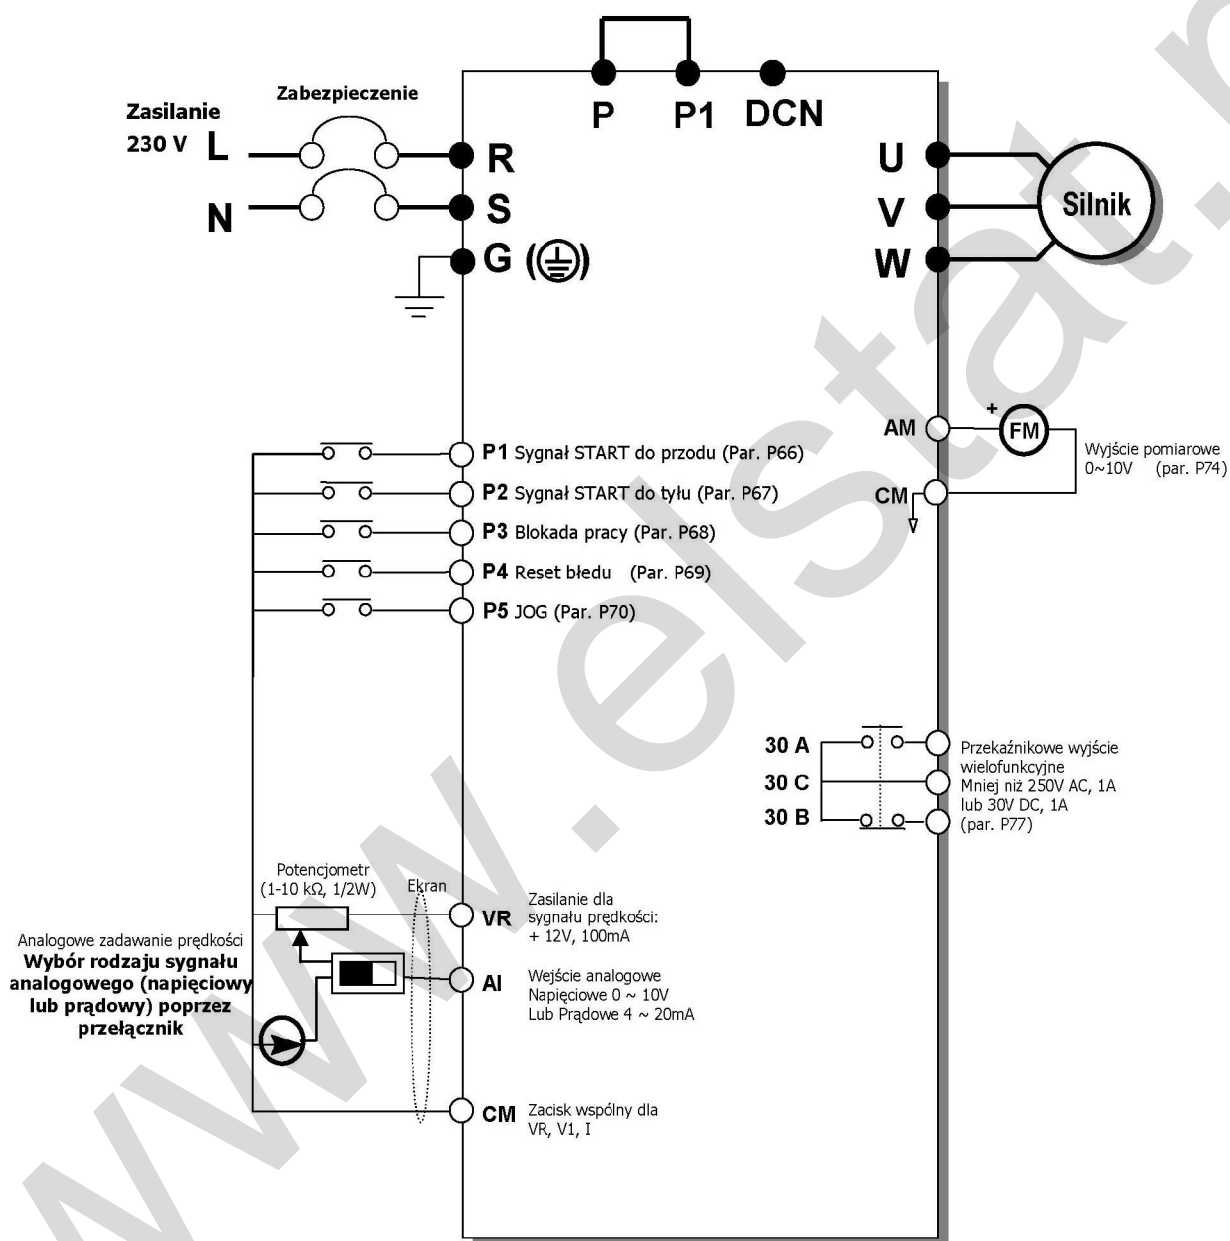 Zasilanie
230 V
L
N
Zabezpieczenie
P
P1
DCN
R
S
G
U
V
W
Silnik
AM
+
FM
CM
Wyjście pomiarowe
0~10V (par. P74)
P1 Sygnał START do przodu (Par. P66)
P2 Sygnał START do tyłu (Par. P67)
P3 Blokada pracy (Par. P68)
P4 Reset błedu (Par. P69)
P5 JOG (Par. P70)
30 A
30 C
30 B
Przekaźnikowe wyjście
wielofunkcyjne
Mniej niż 250V AC, 1A
lub 30V DC, 1A
(par. P77)
Potencjometr
(1-10 kΩ, 1/2W)
Ekran
VR
Zasilanie dla
sygnału prędkości:
+ 12V, 100mA
Analogowe zadawanie prędkości
Wybór rodzaju sygnału
analogowego (napięciowy
lub prądowy) poprzez
przełącznik
AI
Wejście analogowe
Napięciowe 0 ~ 10V
Lub Prądowe 4 ~ 20mA
CM
Zacisk wspólny dla
VR, V1, I
www.elstat.p